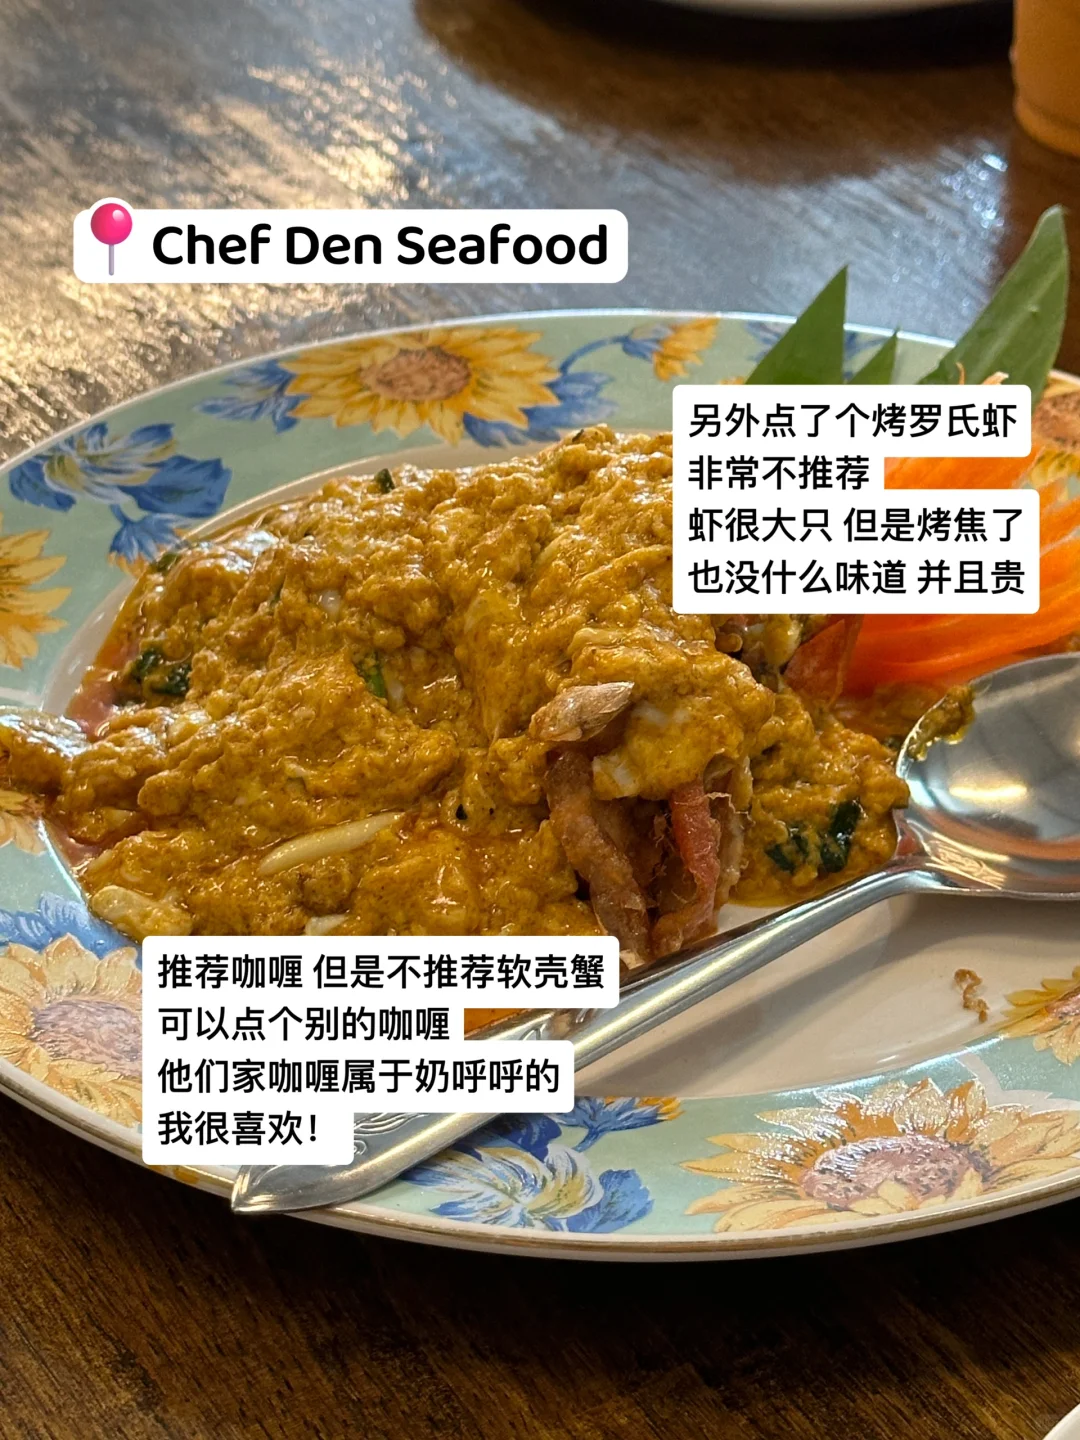 Chef Den Seafood
另外点了个烤罗氏虾
非常不推荐
虾很大只 但是烤焦了
也没什么味道 并且贵
推荐咖喱 但是不推荐软壳蟹
可以点个别的咖喱
他们家咖喱属于奶呼呼的
我很喜欢！